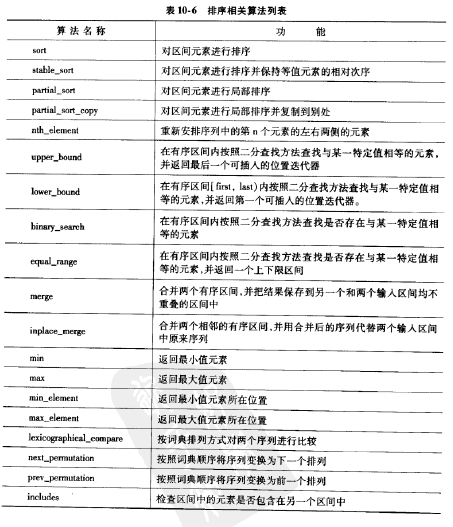 表 10-6 排序相关算法列表
算 法 名 称 功 能
sort 对区间元素进行排序
stable_sort 对区间元素进行排序并保持等值元素的相对次序
partial_sort 对区间元素进行局部排序
partial_sort_copy 对区间元素进行局部排序并复制到别处
nth_element 重新安排序列中的第 n 个元素的左右两侧的元素
upper_bound 在有序区间内按照二分查找方法查找与某一特定值相等的元素，
并返回最后一个可插入的位置迭代器
lower_bound 在有序区间[first, last)内按照二分查找方法查找与某一特定值相
等的元素,并返回第一个可插入的位置迭代器。
binary_search 在有序区间内按照二分查找方法查找是否存在与某一特定值相
等的元素
equal_range 在有序区间内按照二分查找方法查找是否存在与某一特定值相
等的元素,并返回一个上下限区间
merge 合并两个有序区间,并把结果保存到另一个和两个输入区间均不
重叠的区间中
inplace_merge 合并两个相邻的有序区间,并用合并后的序列代替两个输入区间
中原来序列
min 返回最小值元素
max 返回最大值元素
min_element 返回最小值元素所在位置
max_element 返回最大值元素所在位置
lexicographical_compare 按词典排列方式对两个序列进行比较
next_permutation 按照词典顺序将序列变换为下一个排列
prev_permutation 按照词典顺序将序列变换为前一个排列
includes 检查区间中的元素是否包含在另一个区间中